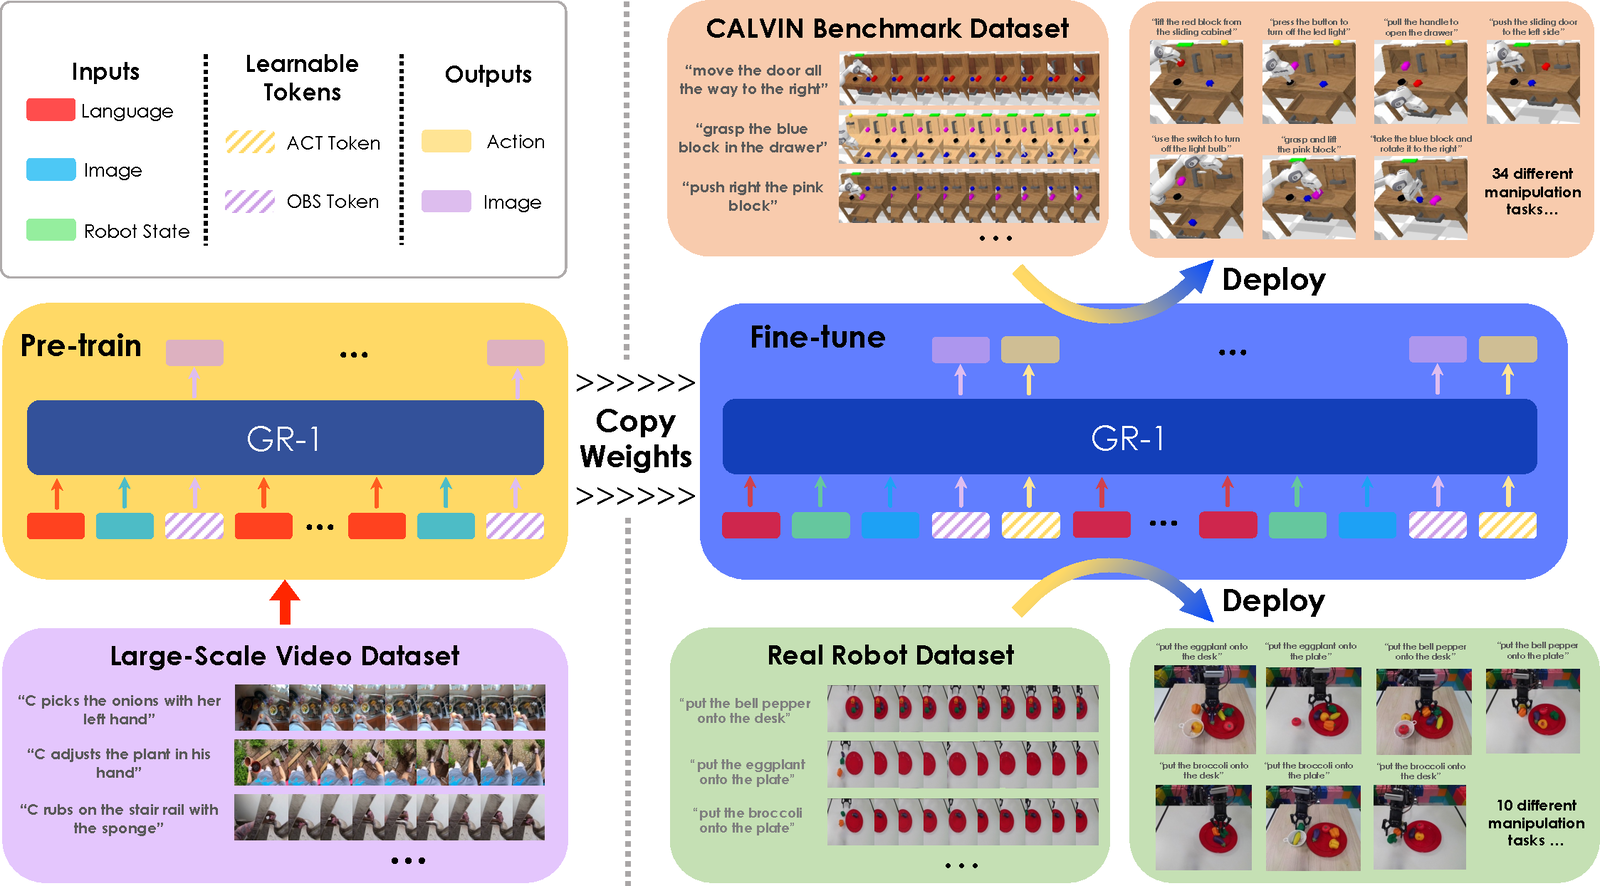 Inputs
Language
Image
Robot State
Learnable
Tokens
ACT Token
OBS Token
Outputs
Action
Image
CALVIN Benchmark Dataset
“move the door all
the way to the right”
“grasp the blue
block in the drawer”
“push right the pink
block”
...
“lift the red block from
the sliding cabinet”
“press the button to
turn off the led light”
“pull the handle to
open the drawer”
“push the sliding door
to the left side”
“use the switch to turn
off the light bulb”
“grasp and lift
the pink block”
“take the blue block and
rotate it to the right”
34 different
manipulation
tasks...
Deploy
Pre-train
...
GR-1
...
>>>>>>
Copy
Weights
>>>>>>
Fine-tune
...
GR-1
...
Deploy
Large-Scale Video Dataset
“C picks the onions with her
left hand”
“C adjusts the plant in his
hand”
“C rubs on the stair rail with
the sponge”
...
Real Robot Dataset
“put the bell pepper
onto the desk”
“put the eggplant
onto the plate”
“put the broccoli
onto the plate”
...
“put the eggplant onto
the desk”
“put the eggplant onto
the plate”
“put the bell pepper
onto the desk”
“put the bell pepper
onto the plate”
“put the broccoli onto
the desk”
“put the broccoli onto
the plate”
“put the broccoli onto
the desk”
10 different
manipulation
tasks ...